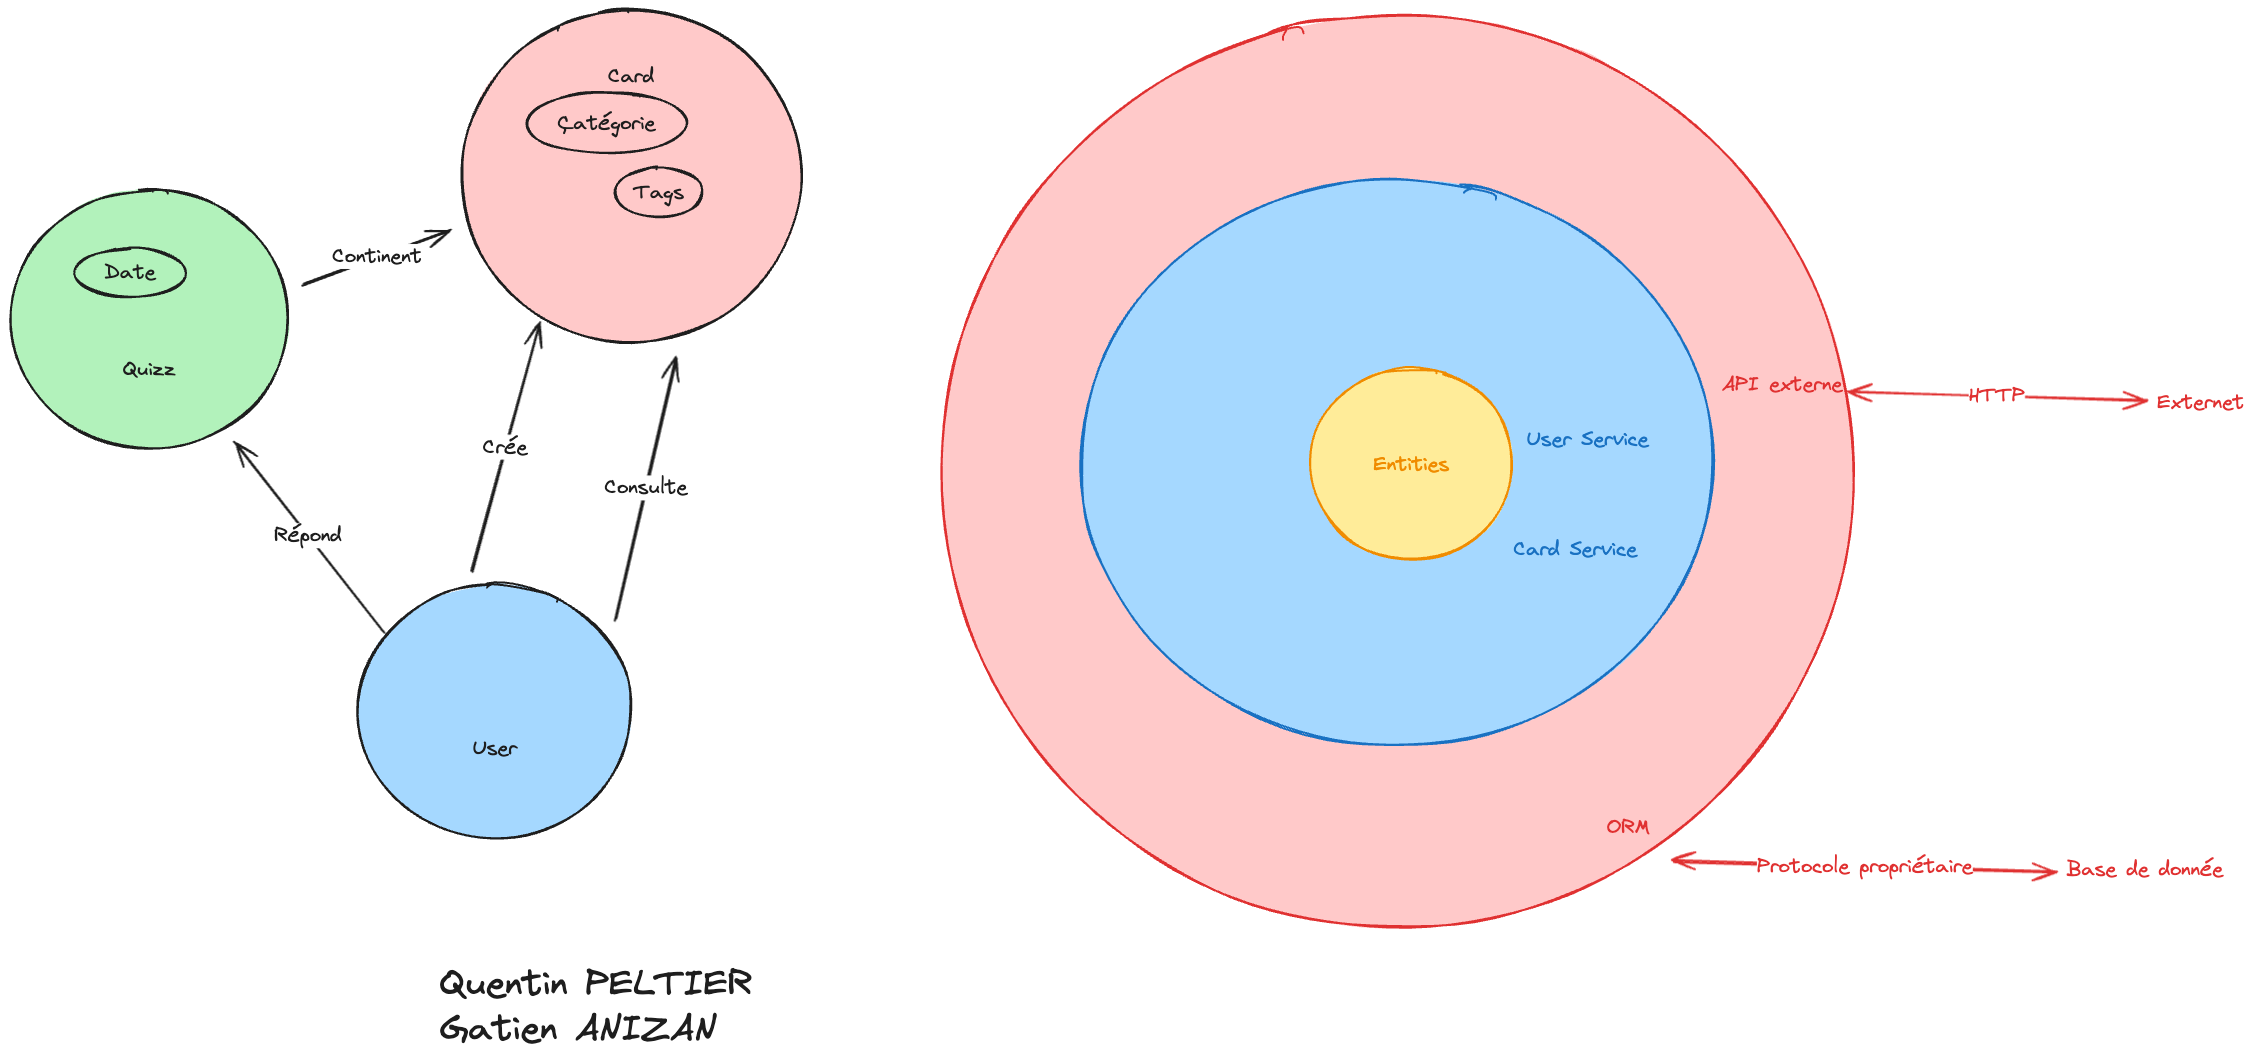 Card
Çatégorie
Tags
Date
Continent
Quizz
Crée
Consulte
Répond
User
API externe
HTTP
Externet
User Service
Entities
Card Service
ORM
Protocole propriétaire
Base de donnée
Quentin PELTIER
Gatien ANIZAN